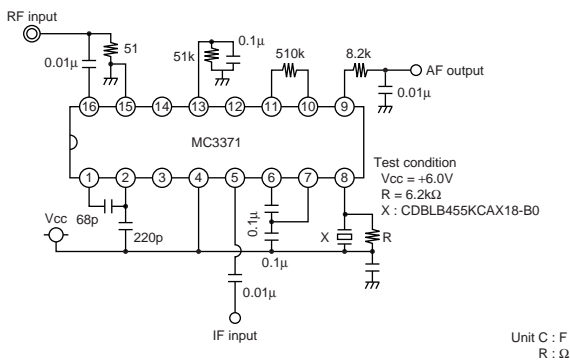 RF input
51
0.01μ
51k
0.1μ
510k
8.2k
AF output
0.01μ
16 15 14 13 12 11 10 9
MC3371
1 2 3 4 5 6 7 8
Test condition
Vcc = +6.0V
R = 6.2kΩ
X : CDBLB455KCAX18-B0
Vcc
68p
220p
0.1μ
0.1μ
X
R
0.01μ
IF input
Unit C : F
R : Ω